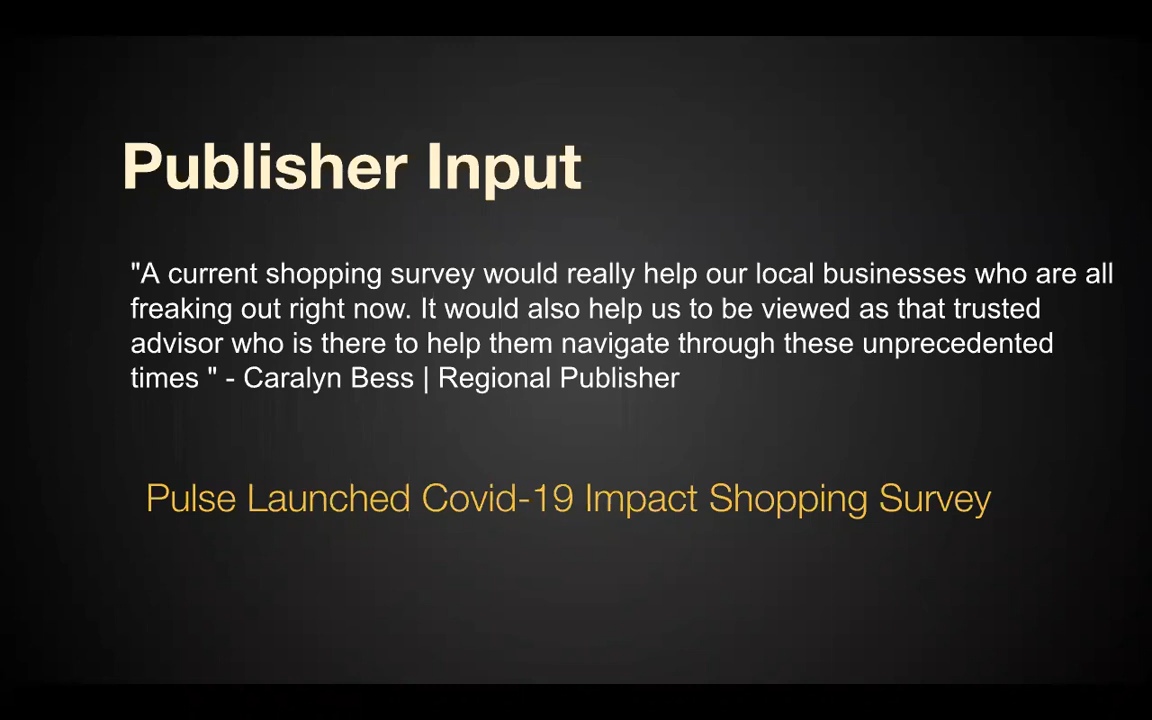 Publisher Input
"A current shopping survey would really help our local businesses who are all
freaking out right now. It would also help us to be viewed as that trusted
advisor who is there to help them navigate through these unprecedented
times " - Caralyn Bess | Regional Publisher
Pulse Launched Covid-19 Impact Shopping Survey